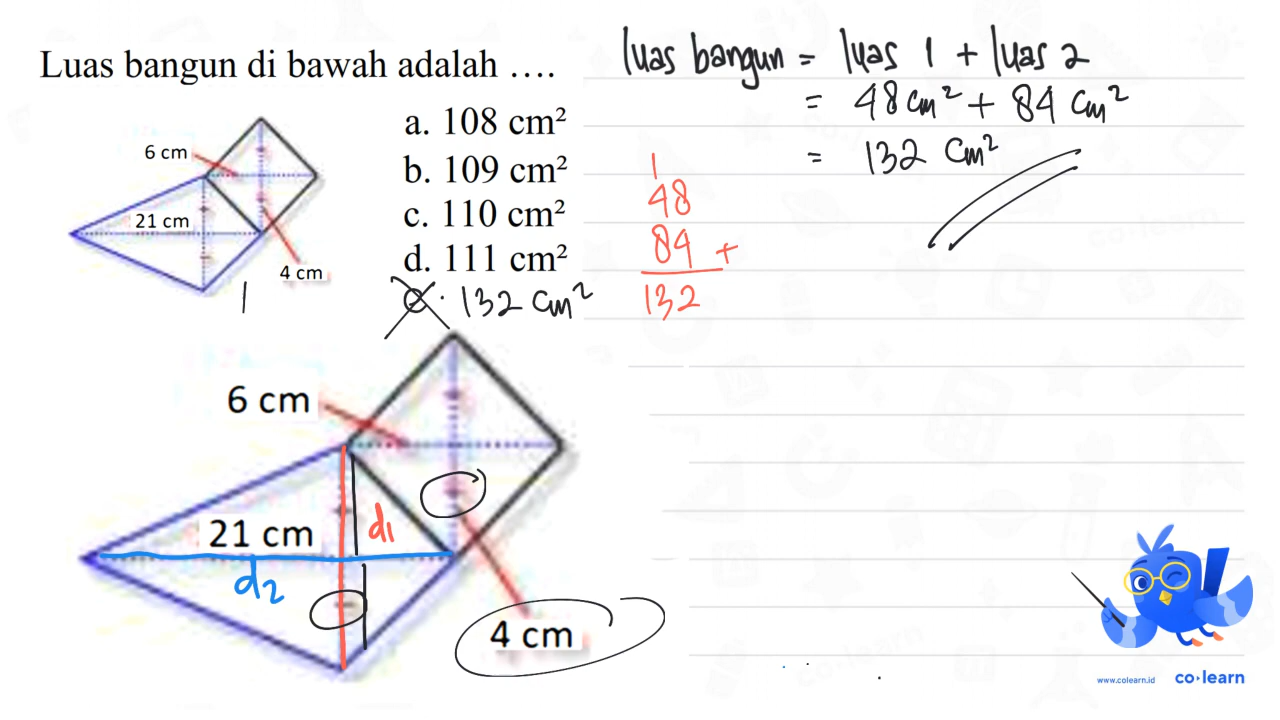 Luas bangun di bawah adalah ….
6 cm
21 cm
4 cm
1
a. 108 cm²
b. 109 cm²
c. 110 cm²
d. 111 cm²
132 cm²
luas bangun = luas 1 + luas 2
= 48 cm² + 84 cm²
= 132 cm²
1
48
84 +
132
6 cm
21 cm
d1
d2
4 cm
www.colearn.id
co·learn